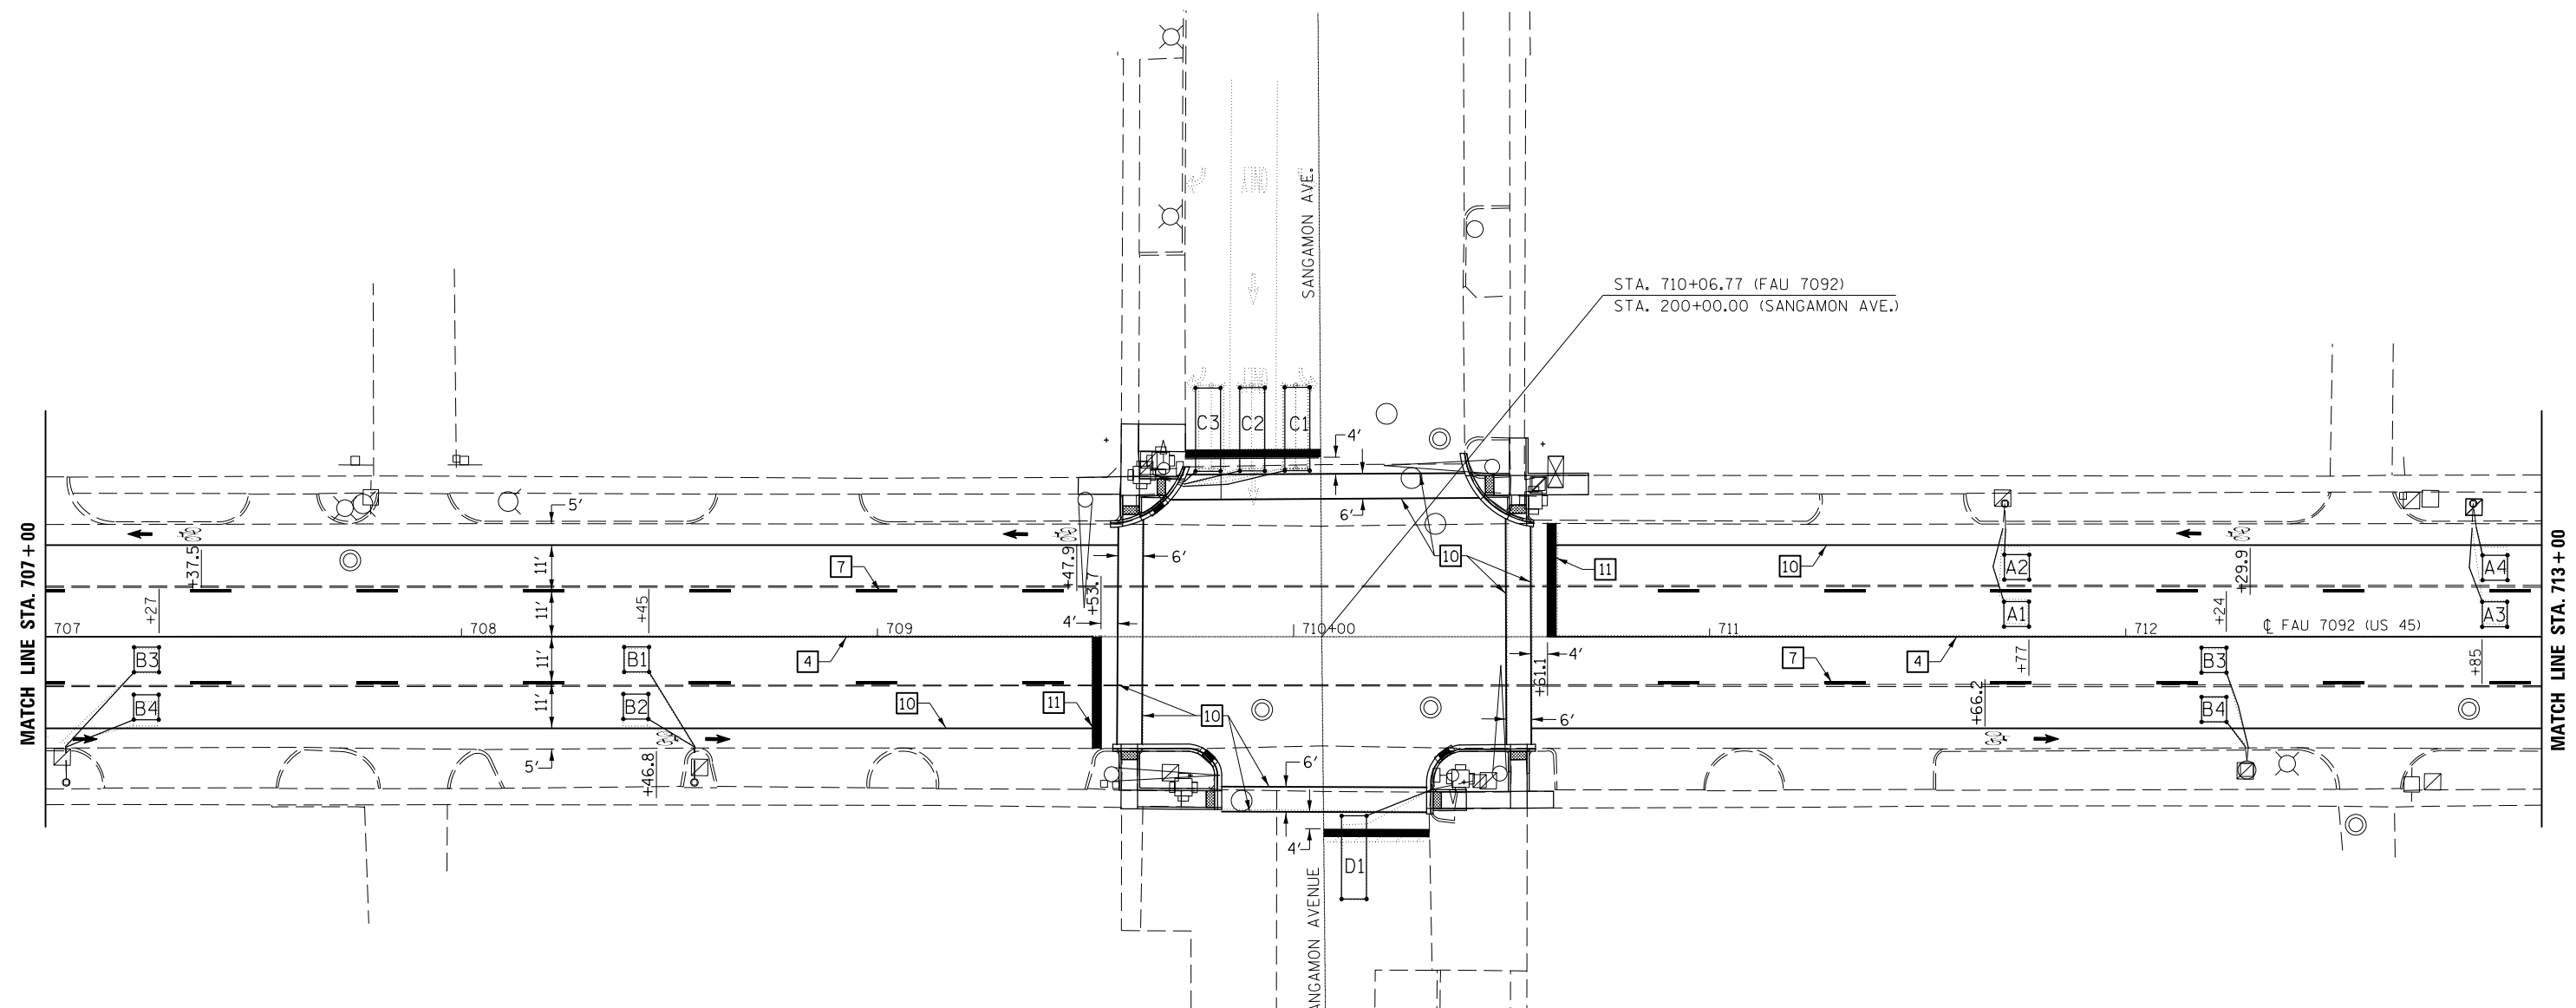 SANGAMON AVE.
ONLY
ONLY
STA. 710+06.77 (FAU 7092)
STA. 200+00.00 (SANGAMON AVE.)
C3
C2
C1
4'
6'
MATCH LINE STA. 707+00
MATCH LINE STA. 713+00
5'
+37.5
11'
7
+47.9
+53.7
6'
10
11
10
A2
+29.9
A4
+27
11'
+45
4'
A1
+24
A3
707
708
709
710+00
711
712
℄ FAU 7092 (US 45)
B3
11'
B1
4
4'
+61.1
7
4
+77
B3
+85
B4
11'
B2
10
11
10
6'
+66.2
B4
5'
+46.8
6'
4'
D1
ANGAMON AVENUE